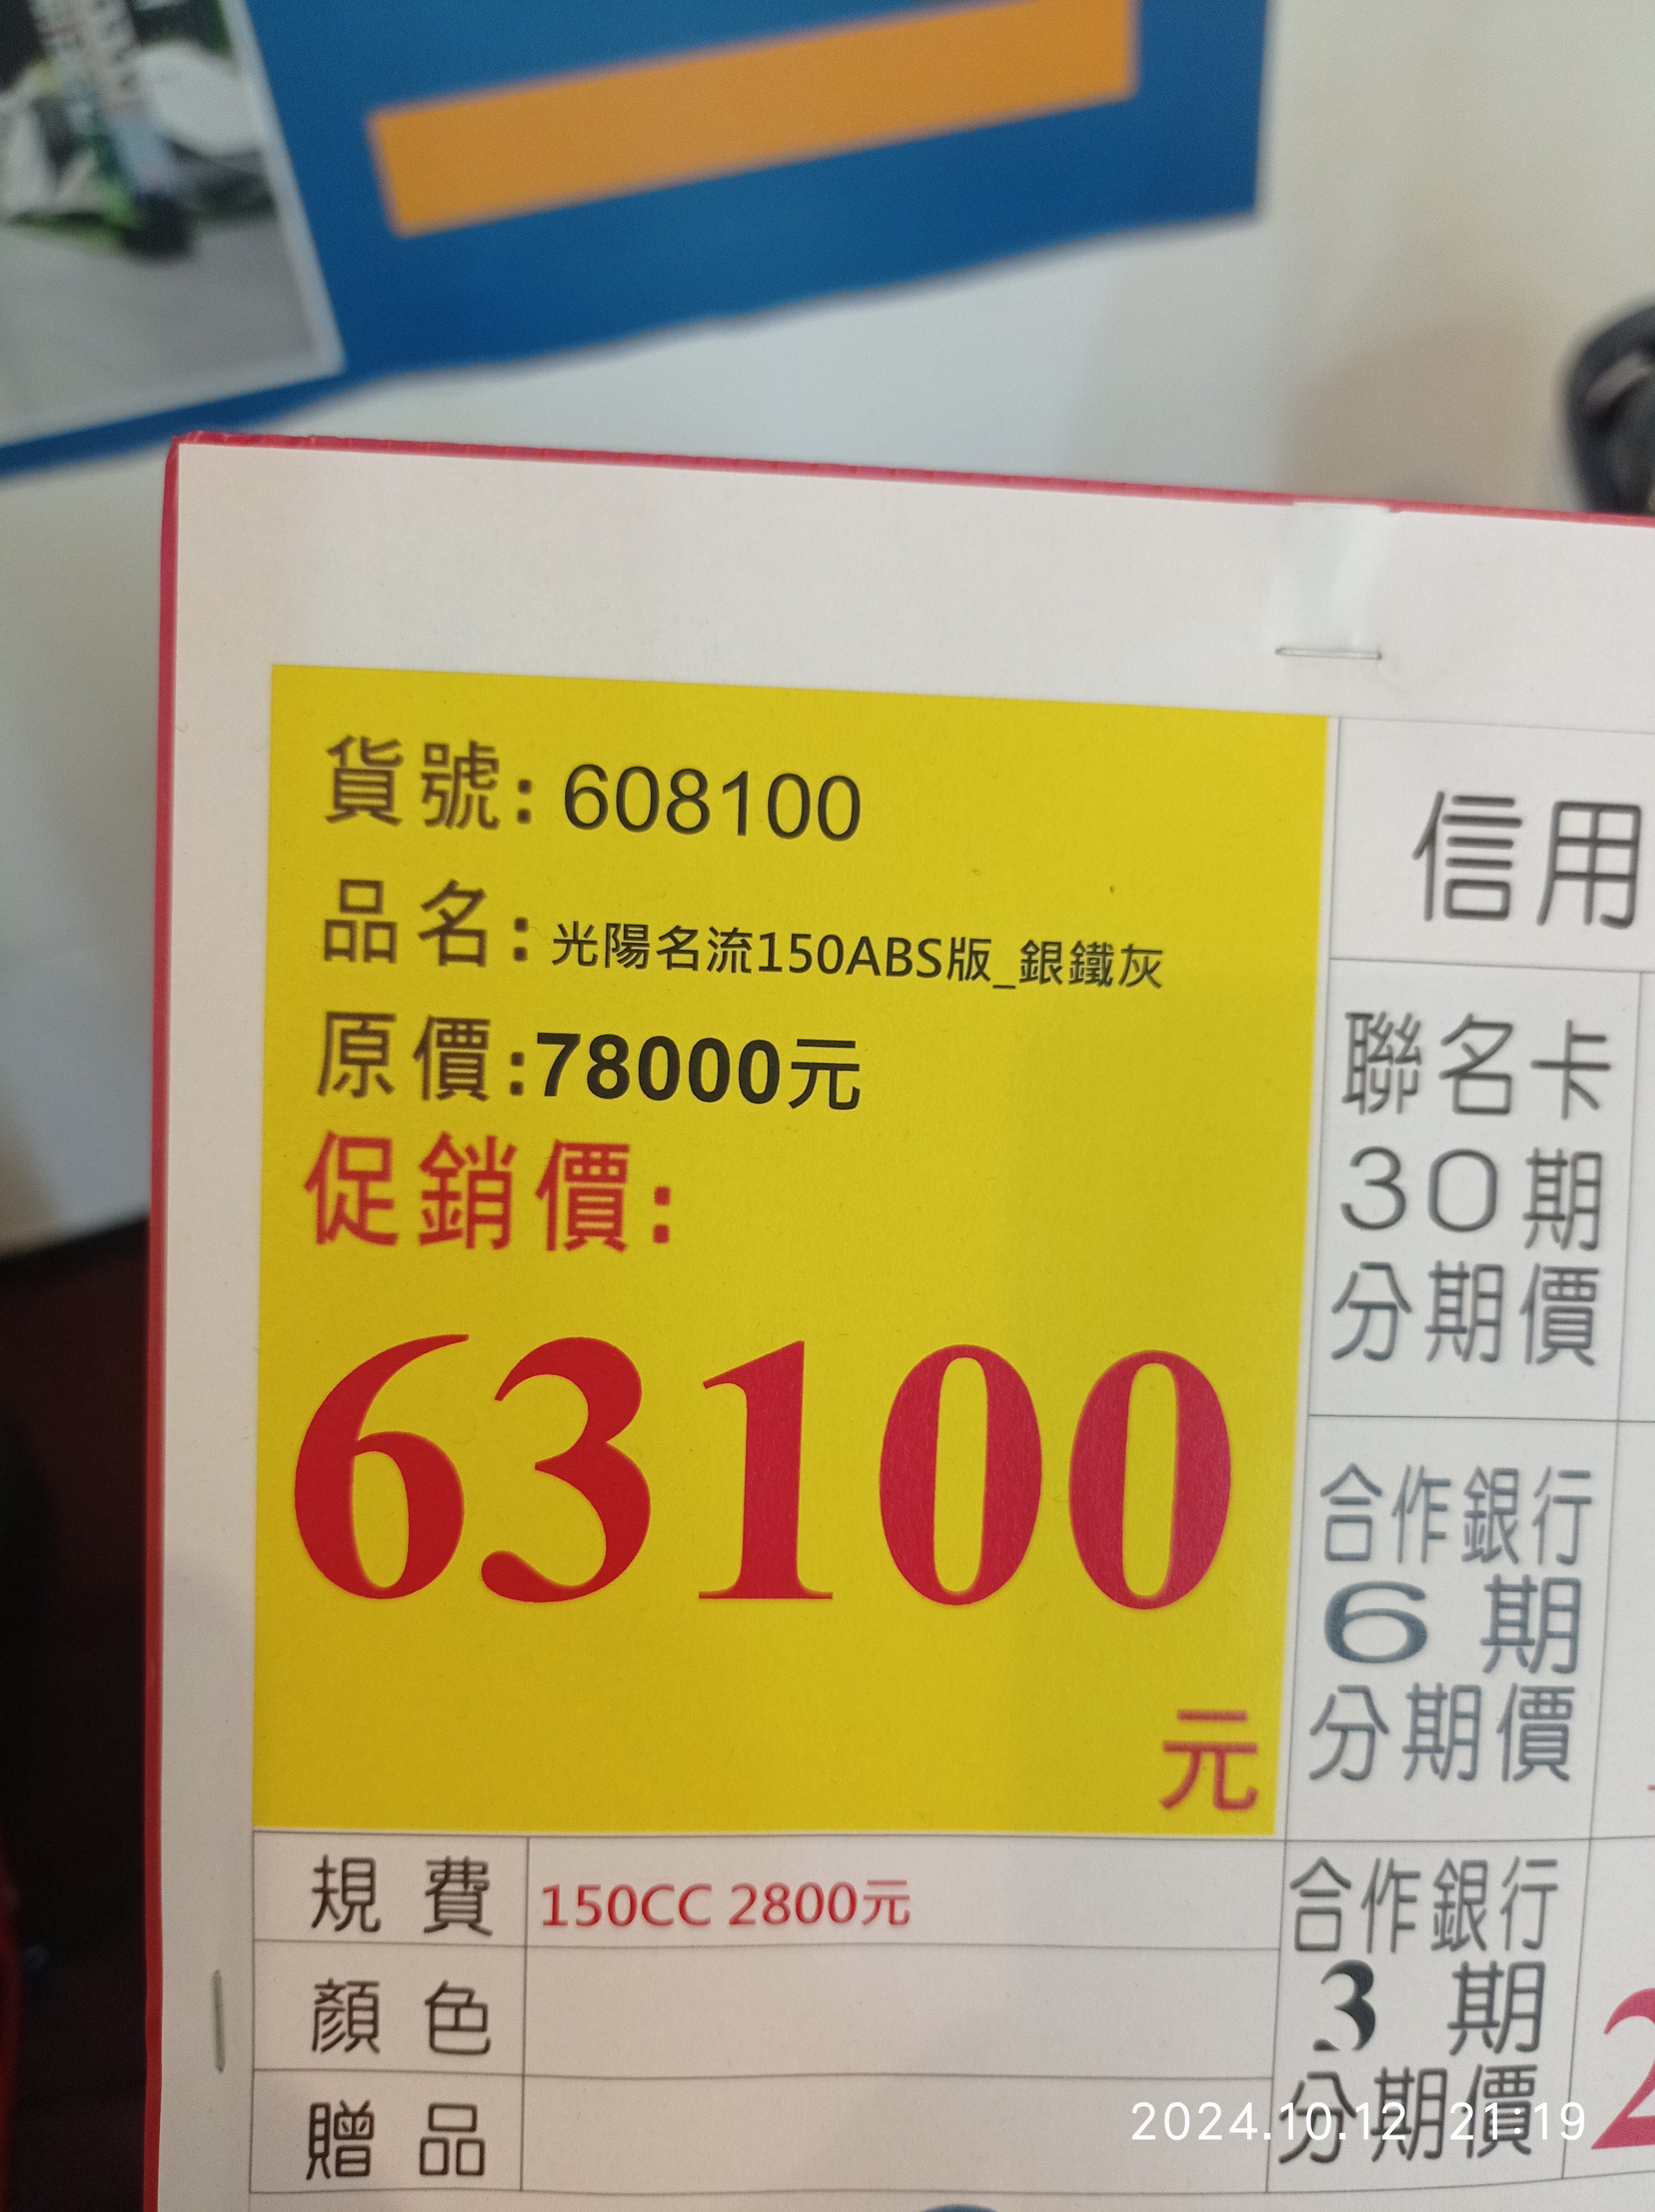 貨號: 608100
品名: 光陽名流150ABS版_銀鐵灰
原價:78000元
促銷價:
63100
元
規費 150CC 2800元
顏色
贈品
信用
聯名卡
30期
分期價
合作銀行
6 期
分期價
合作銀行
3 期
分期價
2
2024.10.12 21:19